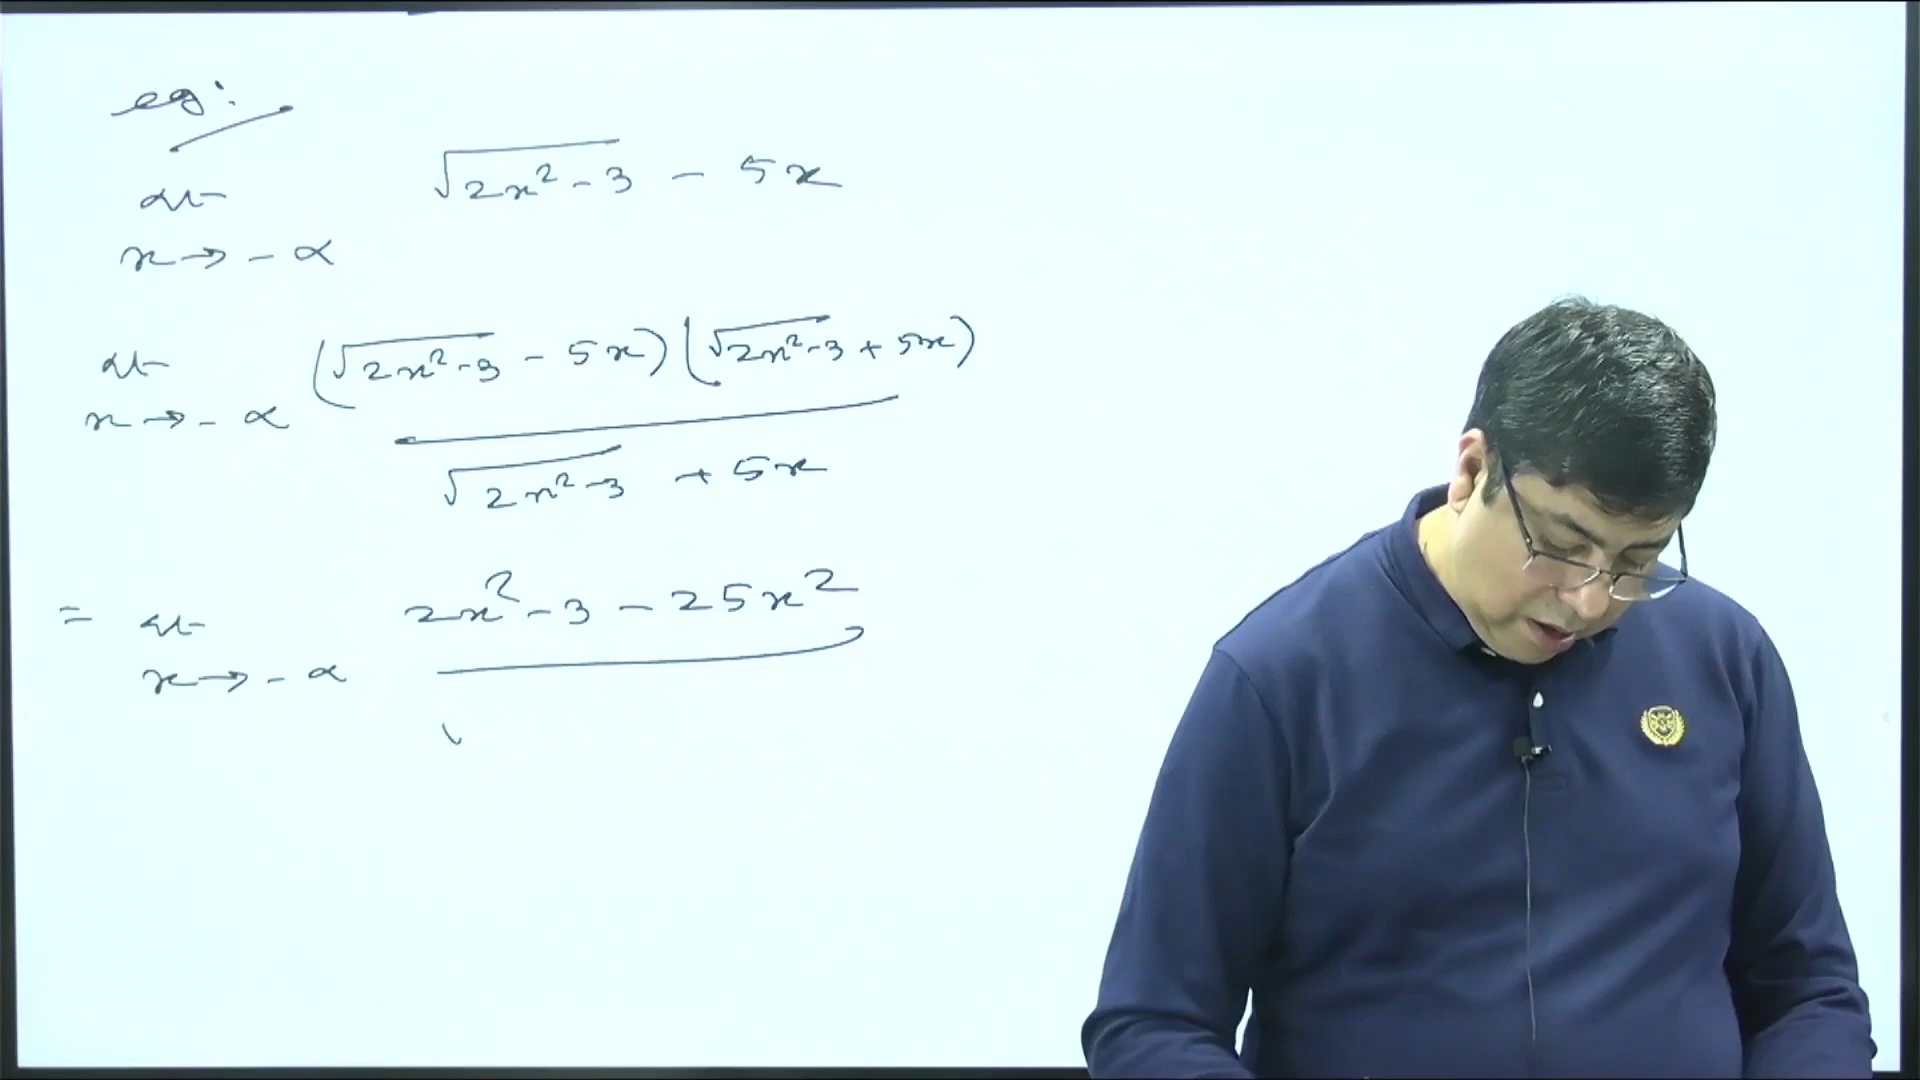 eg:
lt √(2x² - 3) - 5x
x → - ∝
lt (√(2x² - 3) - 5x) (√(2x² - 3) + 5x)
x → - ∝
√(2x² - 3) + 5x
= lt 2x² - 3 - 25x²
x → - ∝